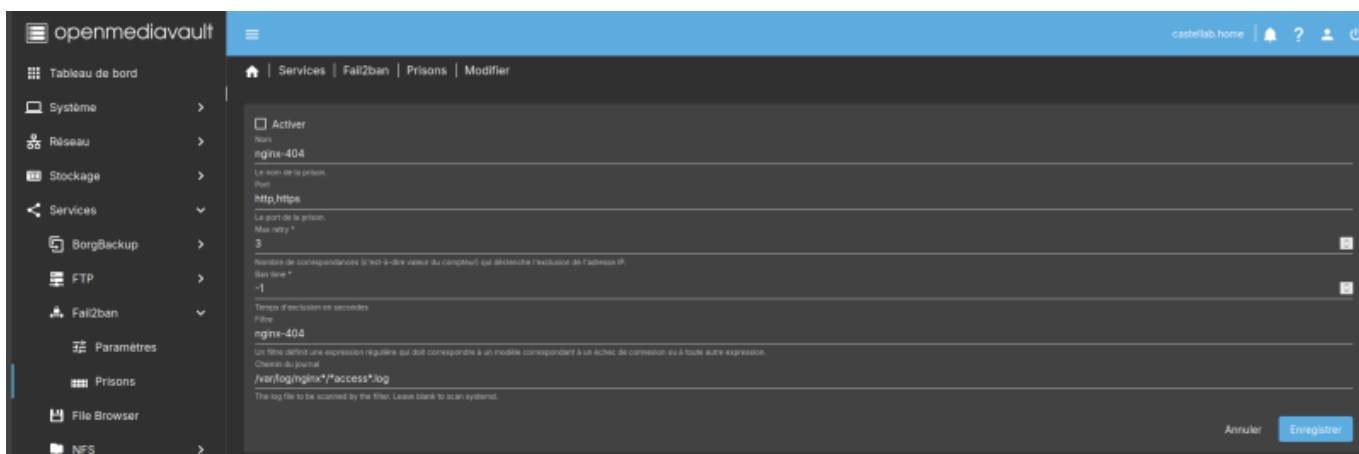 openmediavault
castellab.home
Tableau de bord
Système
Réseau
Stockage
Services
BorgBackup
FTP
Fail2ban
Paramètres
Prisons
File Browser
NFS
Services | Fail2ban | Prisons | Modifier
Activer
Nom
nginx-404
Le nom de la prison.
Port
http,https
Le port de la prison.
Max retry *
3
Nombre de correspondances (c'est-à-dire valeur du compteur) qui déclenche l'exclusion de l'adresse IP.
Ban time *
-1
Temps d'exclusion en secondes
Filtre
nginx-404
Un filtre définit une expression régulière qui doit correspondre à un modèle correspondant à un échec de connexion ou à toute autre expression.
Chemin du journal
/var/log/nginx*/*access*.log
The log file to be scanned by the filter. Leave blank to scan systemd.
Annuler
Enregistrer